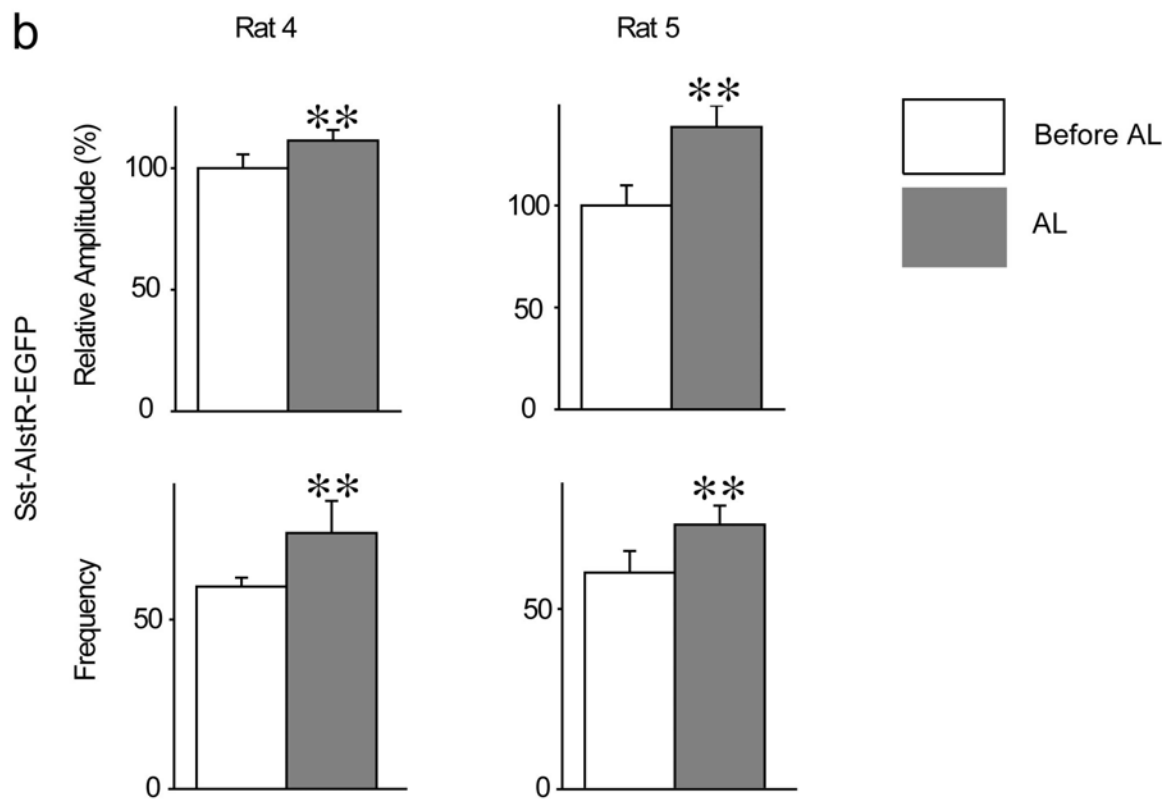 b
Rat 4
Rat 5
Sst-AlstR-EGFP
Relative Amplitude (%)
100
50
0
**
100
50
0
**
Before AL
AL
Frequency
50
0
**
50
0
**